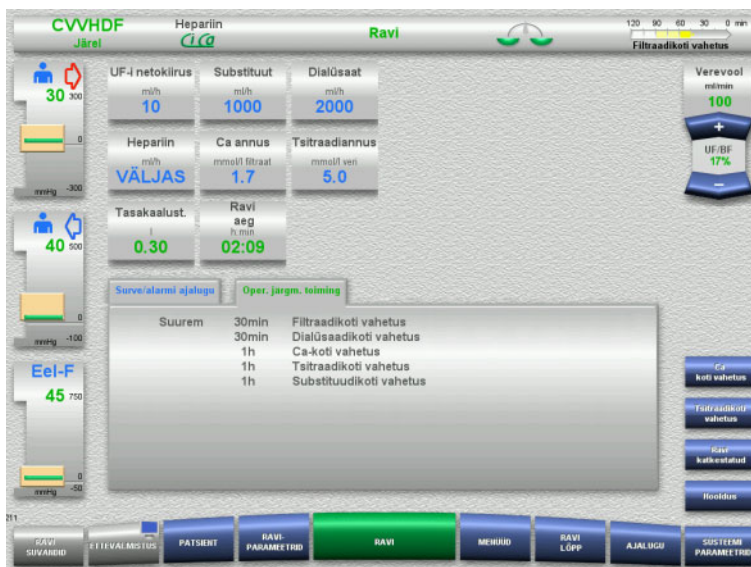 CVVHDF
Järel
Hepariin
CiCa
Ravi
120 90 60 30 0 min
Filtraadikoti vahetus
30
300
0
mmHg
-300
40
500
0
mmHg
-100
Eel-F
45
750
0
mmHg
-50
UF-i netokiirus
ml/h
10
Substituut
ml/h
1000
Dialüsaat
ml/h
2000
Hepariin
ml/h
VÄLJAS
Ca annus
mmol/l filtraat
1.7
Tsitraadiannus
mmol/l veri
5.0
Tasakaalust.
l
0.30
Ravi
aeg
h:min
02:09
Verevool
ml/min
100
+
UF/BF
17%
−
Surve/alarmi ajalugu
Oper. järgm. toiming
Suurem 30min Filtraadikoti vahetus
30min Dialüsaadikoti vahetus
1h Ca-koti vahetus
1h Tsitraadikoti vahetus
1h Substituudikoti vahetus
Ca
koti vahetus
Tsitraadikoti
vahetus
Ravi
katkestatud
Hooldus
211
RAVI
SUVANDID
ETTEVALMISTUS
PATSIENT
RAVI-
PARAMEETRID
RAVI
MENÜÜD
RAVI
LÕPP
AJALUGU
SÜSTEEMI
PARAMEETRID